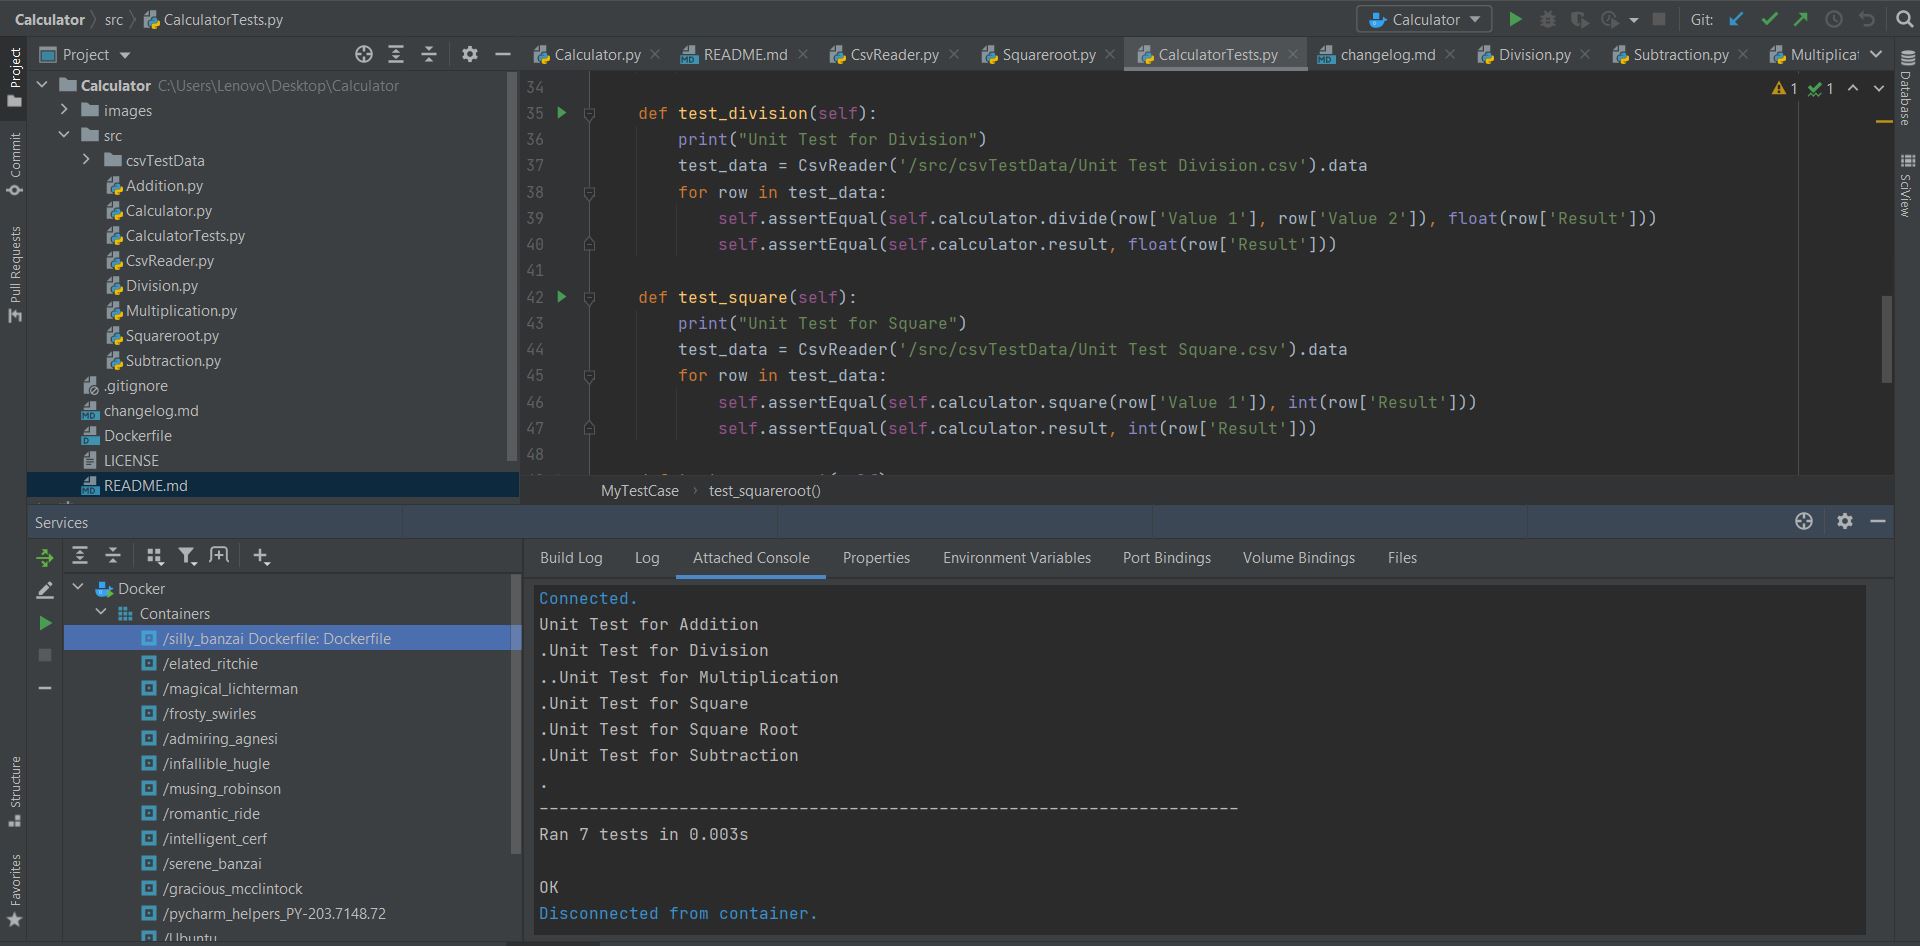 Calculator src CalculatorTests.py
Calculator
Git:
Project
Calculator.py README.md CsvReader.py Squareroot.py CalculatorTests.py changelog.md Division.py Subtraction.py Multiplicat
Project
Commit
Pull Requests
Structure
Favorites
Database
SciView
Calculator C:\Users\Lenovo\Desktop\Calculator
images
src
csvTestData
Addition.py
Calculator.py
CalculatorTests.py
CsvReader.py
Division.py
Multiplication.py
Squareroot.py
Subtraction.py
.gitignore
changelog.md
Dockerfile
LICENSE
README.md
1 1
34
35 def test_division(self):
36 print("Unit Test for Division")
37 test_data = CsvReader('/src/csvTestData/Unit Test Division.csv').data
38 for row in test_data:
39 self.assertEqual(self.calculator.divide(row['Value 1'], row['Value 2']), float(row['Result']))
40 self.assertEqual(self.calculator.result, float(row['Result']))
41
42 def test_square(self):
43 print("Unit Test for Square")
44 test_data = CsvReader('/src/csvTestData/Unit Test Square.csv').data
45 for row in test_data:
46 self.assertEqual(self.calculator.square(row['Value 1']), int(row['Result']))
47 self.assertEqual(self.calculator.result, int(row['Result']))
48
MyTestCase test_squareroot()
Services
Docker
Containers
/silly_banzai Dockerfile: Dockerfile
/elated_ritchie
/magical_lichterman
/frosty_swirles
/admiring_agnesi
/infallible_hugle
/musing_robinson
/romantic_ride
/intelligent_cerf
/serene_banzai
/gracious_mcclintock
/pycharm_helpers_PY-203.7148.72
/Ubuntu
Build Log Log Attached Console Properties Environment Variables Port Bindings Volume Bindings Files
Connected.
Unit Test for Addition
.Unit Test for Division
..Unit Test for Multiplication
.Unit Test for Square
.Unit Test for Square Root
.Unit Test for Subtraction
.
----------------------------------------------------------------------
Ran 7 tests in 0.003s
OK
Disconnected from container.